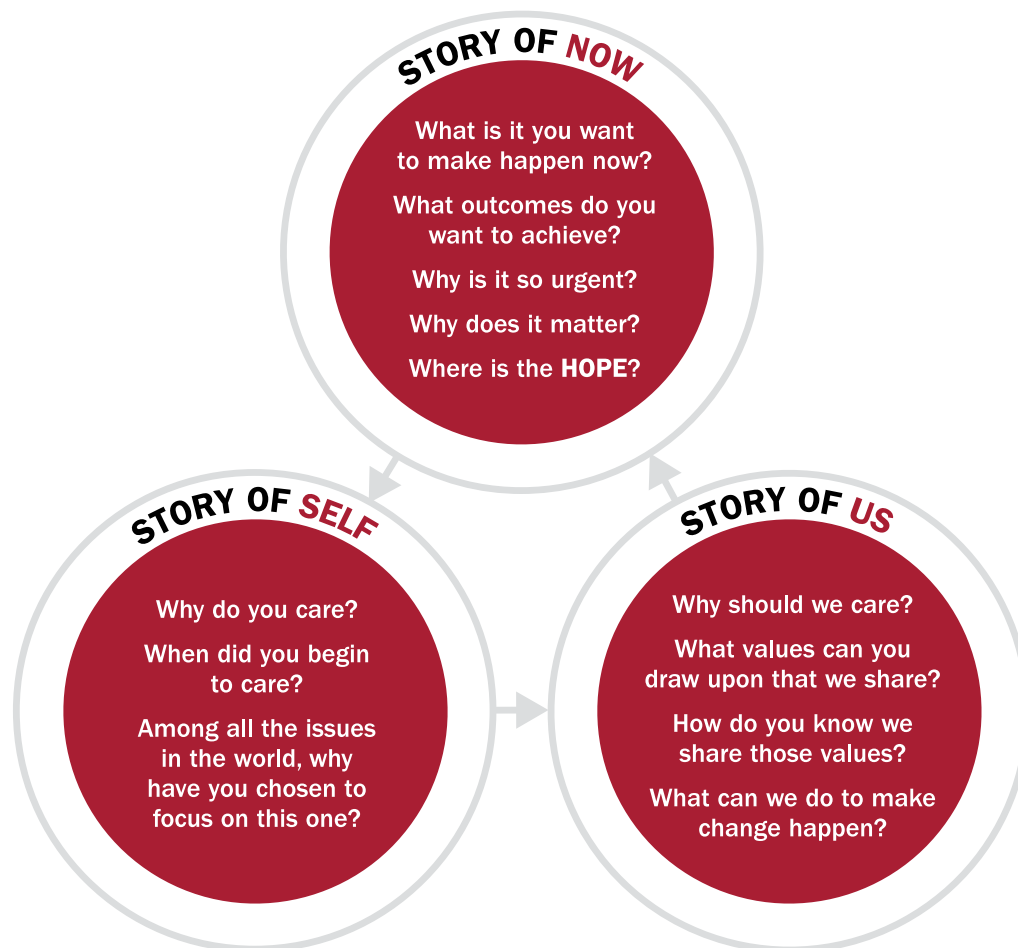 STORY OF NOW
What is it you want
to make happen now?
What outcomes do you
want to achieve?
Why is it so urgent?
Why does it matter?
Where is the HOPE?
STORY OF SELF
Why do you care?
When did you begin
to care?
Among all the issues
in the world, why
have you chosen to
focus on this one?
STORY OF US
Why should we care?
What values can you
draw upon that we share?
How do you know we
share those values?
What can we do to make
change happen?